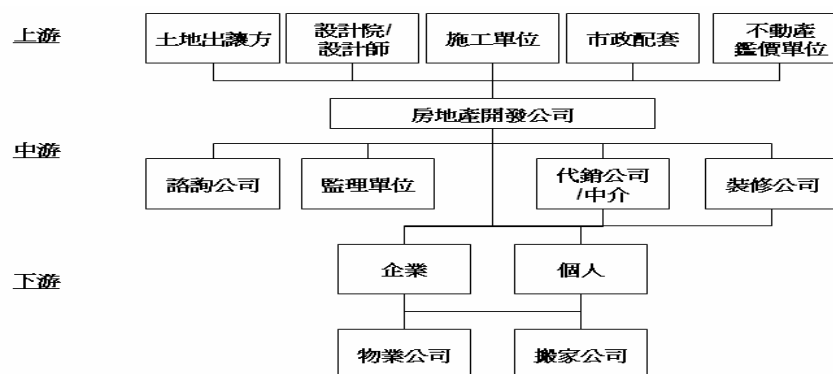 上游
土地出讓方
設計院/
設計師
施工單位
市政配套
不動產
鑑價單位
房地產開發公司
中游
諮詢公司
監理單位
代銷公司
/中介
裝修公司
企業
個人
下游
物業公司
搬家公司